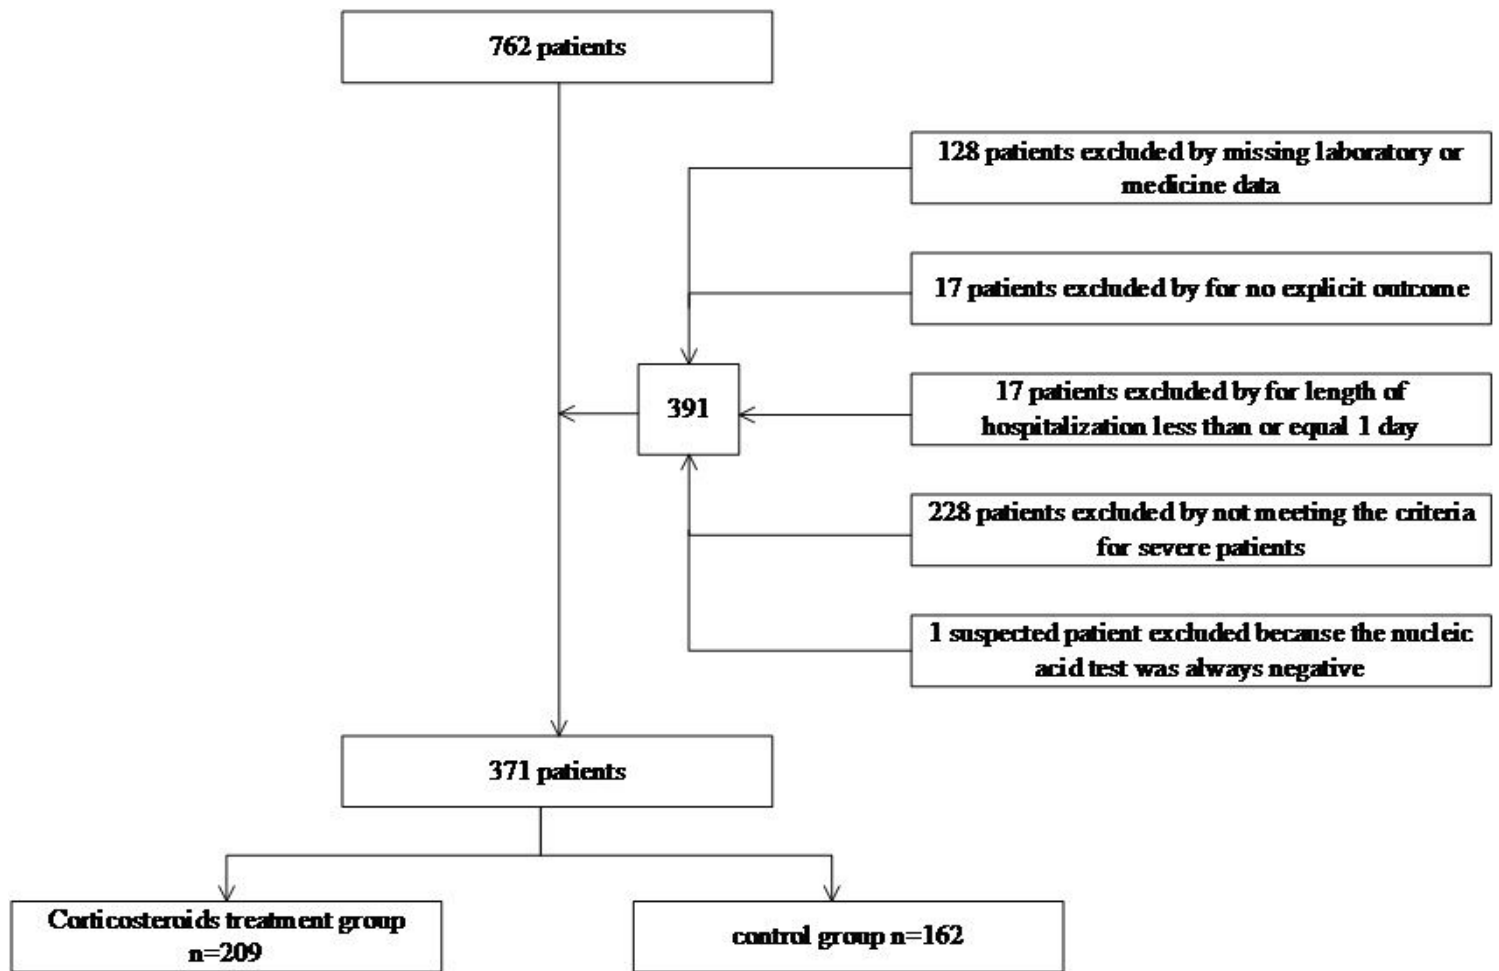 762 patients
128 patients excluded by missing laboratory or
medicine data
17 patients excluded by for no explicit outcome
391
17 patients excluded by for length of
hospitalization less than or equal 1 day
228 patients excluded by not meeting the criteria
for severe patients
1 suspected patient excluded because the nucleic
acid test was always negative
371 patients
Corticosteroids treatment group
n=209
control group n=162